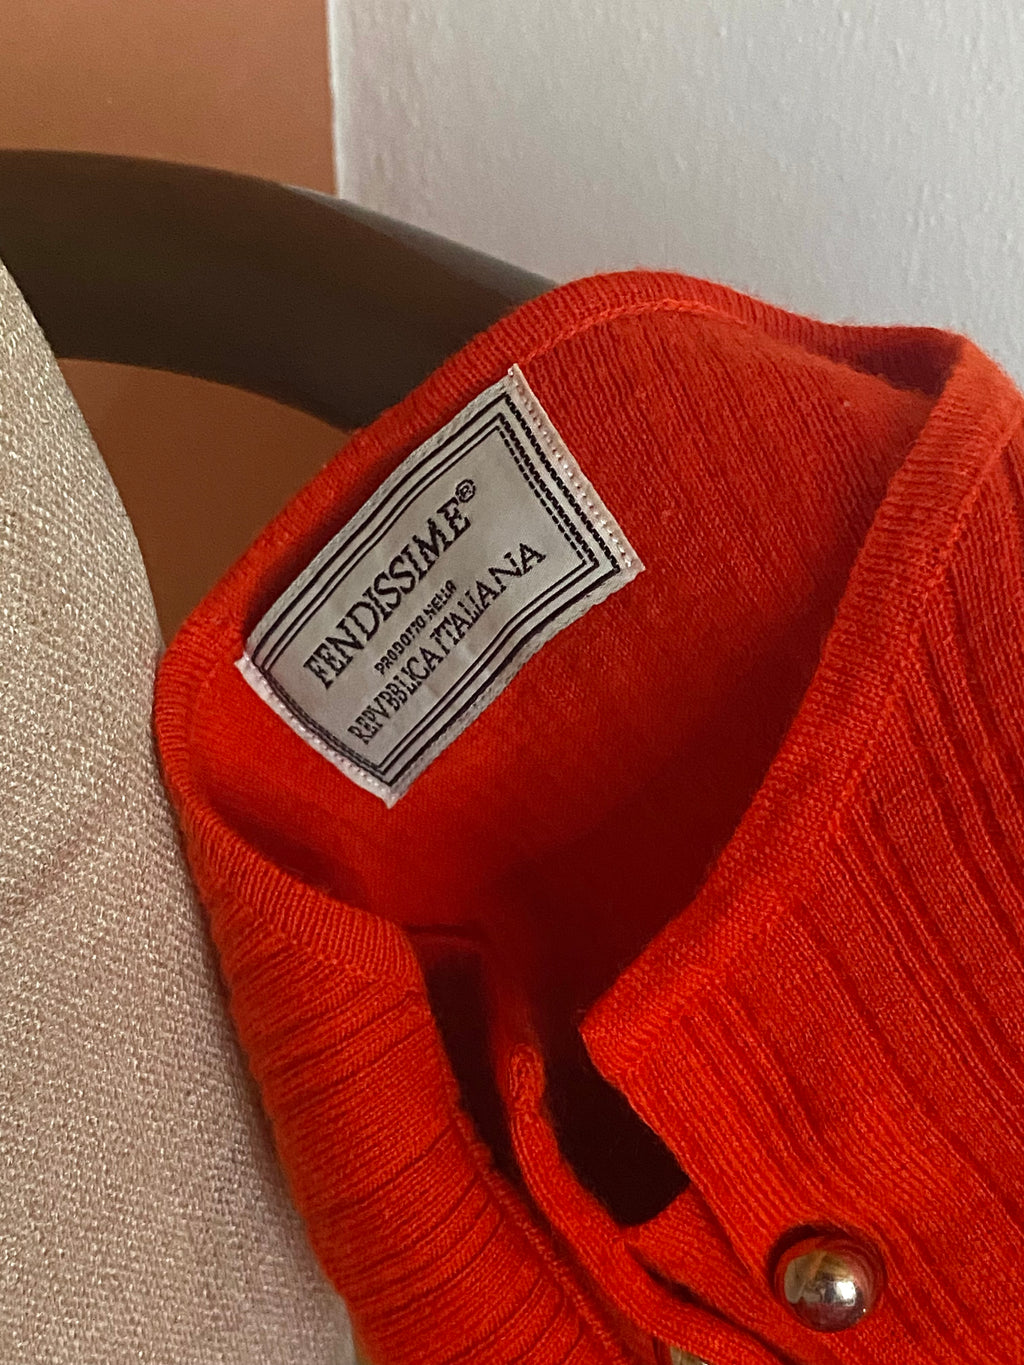 FENDISSIME®
PRODOTTO NELLA
REPVBBLICA ITALIANA